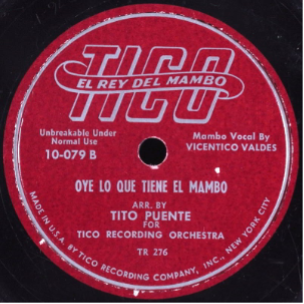 TICO
EL REY DEL MAMBO
Unbreakable Under
Normal Use
10-079 B
Mambo Vocal By
VICENTICO VALDES
OYE LO QUE TIENE EL MAMBO
ARR. BY
TITO PUENTE
FOR
TICO RECORDING ORCHESTRA
TR 276
MADE IN U.S.A. BY TICO RECORDING COMPANY, INC., NEW YORK CITY